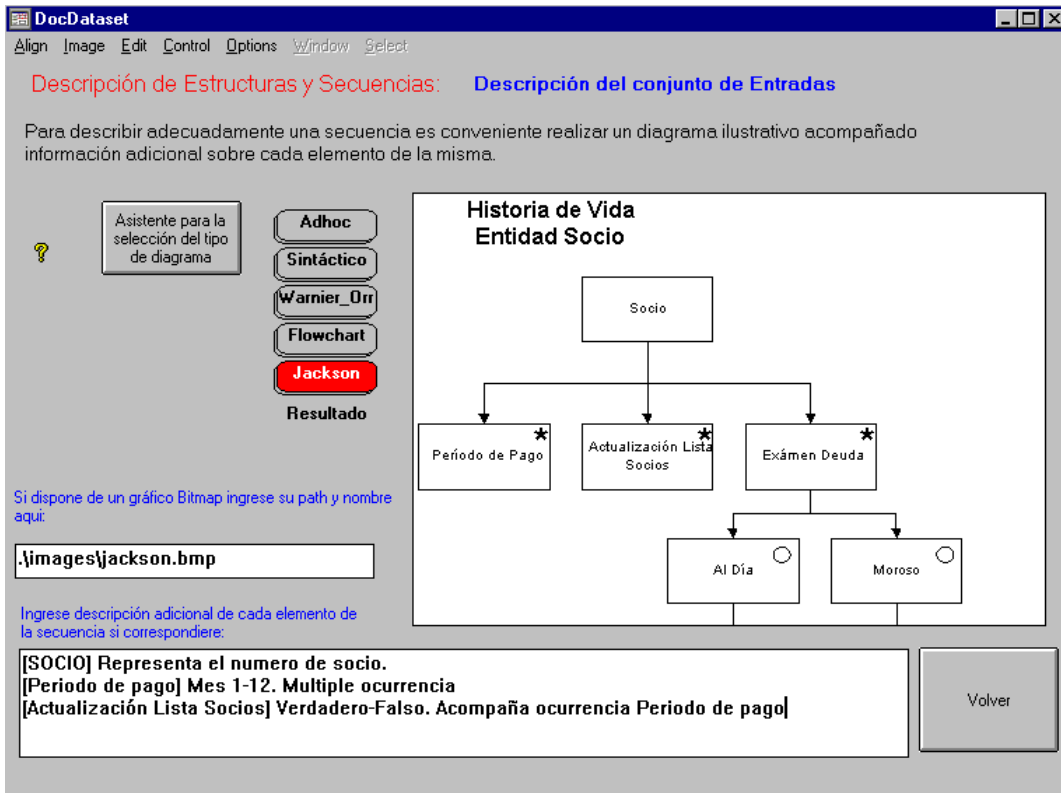 DocDataset
Align Image Edit Control Options Window Select
Descripción de Estructuras y Secuencias: Descripción del conjunto de Entradas
Para describir adecuadamente una secuencia es conveniente realizar un diagrama ilustrativo acompañado
información adicional sobre cada elemento de la misma.
?
Asistente para la
selección del tipo
de diagrama
Adhoc
Sintáctico
Warnier_Orr
Flowchart
Jackson
Resultado
Historia de Vida
Entidad Socio
Socio
Período de Pago
Actualización Lista
Socios
Exámen Deuda
Al Día
Moroso
Si dispone de un gráfico Bitmap ingrese su path y nombre
aqui:
.\images\jackson.bmp
Ingrese descripción adicional de cada elemento de
la secuencia si correspondiere:
[SOCIO] Representa el numero de socio.
[Periodo de pago] Mes 1-12. Multiple ocurrencia
[Actualización Lista Socios] Verdadero-Falso. Acompaña ocurrencia Periodo de pago
Volver